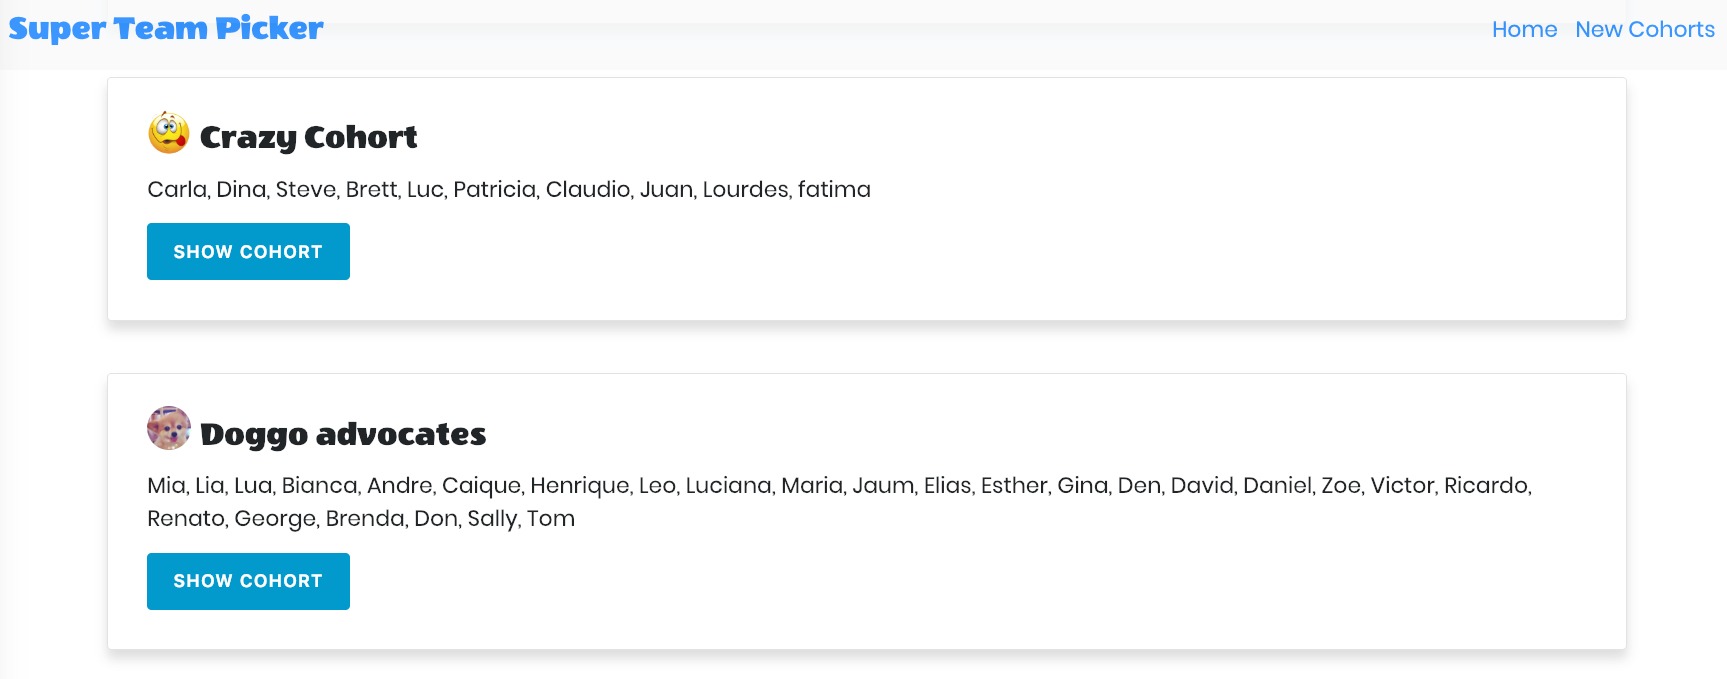 Super Team Picker
Home New Cohorts
Crazy Cohort
Carla, Dina, Steve, Brett, Luc, Patricia, Claudio, Juan, Lourdes, fatima
SHOW COHORT
Doggo advocates
Mia, Lia, Lua, Bianca, Andre, Caique, Henrique, Leo, Luciana, Maria, Jaum, Elias, Esther, Gina, Den, David, Daniel, Zoe, Victor, Ricardo,
Renato, George, Brenda, Don, Sally, Tom
SHOW COHORT